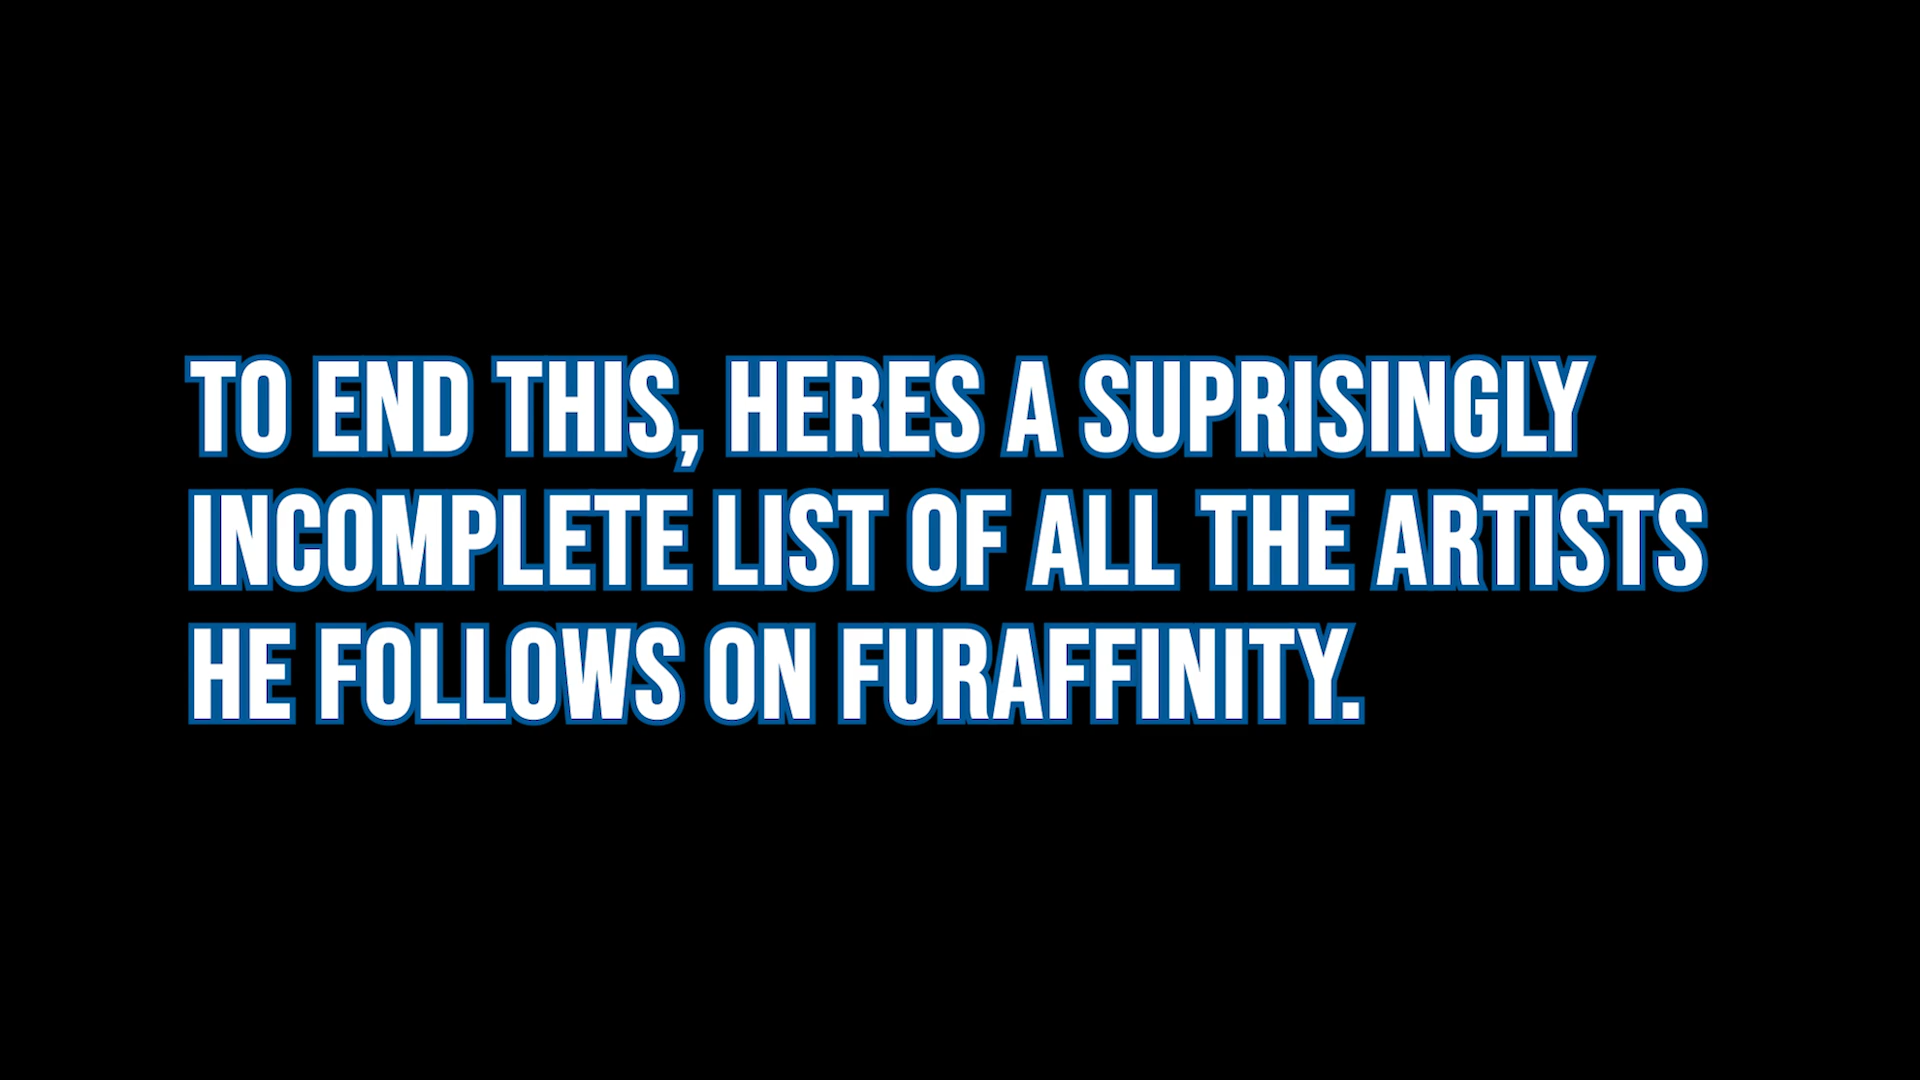 TO END THIS, HERES A SUPRISINGLY
INCOMPLETE LIST OF ALL THE ARTISTS
HE FOLLOWS ON FURAFFINITY.